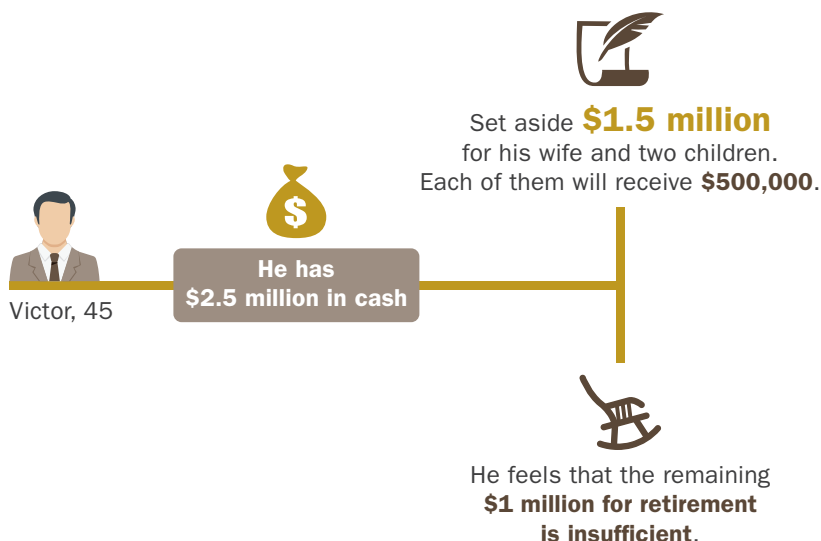 Set aside $1.5 million
for his wife and two children.
Each of them will receive $500,000.
$
He has
$2.5 million in cash
Victor, 45
He feels that the remaining
$1 million for retirement
is insufficient.